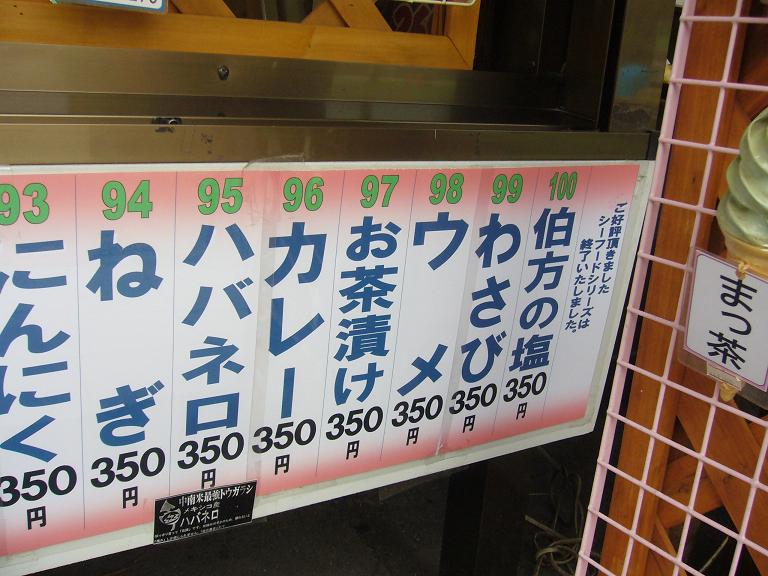 93
にんにく
350
円
94
ねぎ
350
円
95
ハバネロ
350
円
96
カレー
350
円
97
お茶漬け
350
円
98
ウメ
350
円
99
わさび
350
円
100
伯方の塩
350
円
ご好評頂きました
シーフードシリーズは
終了いたしました。
まっ茶
中南米最強トウガラシ
メキシコ産
ハバネロ